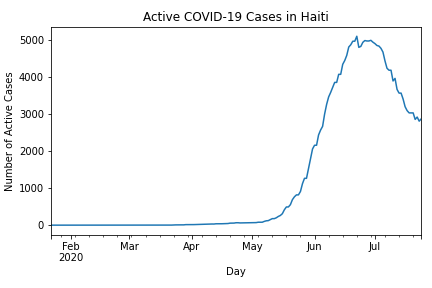 Active COVID-19 Cases in Haiti
Number of Active Cases
5000
4000
3000
2000
1000
0
Feb Mar Apr May Jun Jul
2020
Day